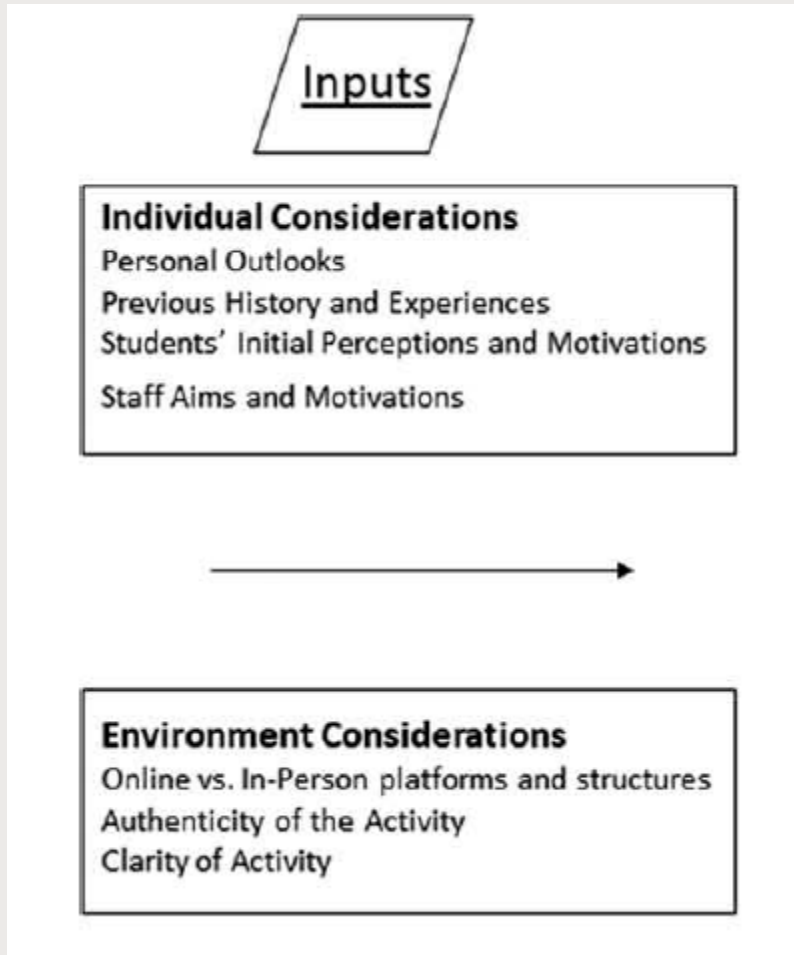 Inputs
Individual Considerations
Personal Outlooks
Previous History and Experiences
Students’ Initial Perceptions and Motivations
Staff Aims and Motivations
Environment Considerations
Online vs. In-Person platforms and structures
Authenticity of the Activity
Clarity of Activity